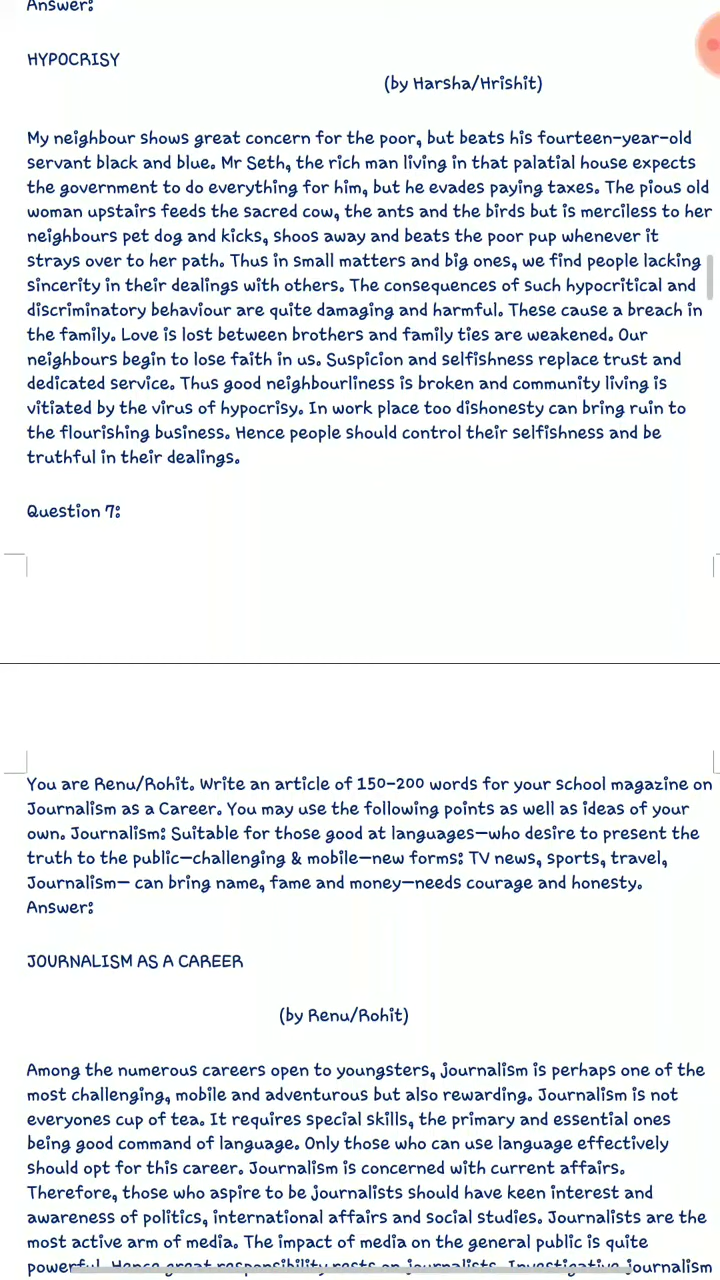 Answer:
HYPOCRISY
(by Harsha/Hrishit)
My neighbour shows great concern for the poor, but beats his fourteen-year-old
servant black and blue. Mr Seth, the rich man living in that palatial house expects
the government to do everything for him, but he evades paying taxes. The pious old
woman upstairs feeds the sacred cow, the ants and the birds but is merciless to her
neighbours pet dog and kicks, shoos away and beats the poor pup whenever it
strays over to her path. Thus in small matters and big ones, we find people lacking
sincerity in their dealings with others. The consequences of such hypocritical and
discriminatory behaviour are quite damaging and harmful. These cause a breach in
the family. Love is lost between brothers and family ties are weakened. Our
neighbours begin to lose faith in us. Suspicion and selfishness replace trust and
dedicated service. Thus good neighbourliness is broken and community living is
vitiated by the virus of hypocrisy. In work place too dishonesty can bring ruin to
the flourishing business. Hence people should control their selfishness and be
truthful in their dealings.
Question 7:
You are Renu/Rohit. Write an article of 150-200 words for your school magazine on
Journalism as a Career. You may use the following points as well as ideas of your
own. Journalism: Suitable for those good at languages—who desire to present the
truth to the public—challenging & mobile—new forms: TV news, sports, travel,
Journalism— can bring name, fame and money—needs courage and honesty.
Answer:
JOURNALISM AS A CAREER
(by Renu/Rohit)
Among the numerous careers open to youngsters, journalism is perhaps one of the
most challenging, mobile and adventurous but also rewarding. Journalism is not
everyones cup of tea. It requires special skills, the primary and essential ones
being good command of language. Only those who can use language effectively
should opt for this career. Journalism is concerned with current affairs.
Therefore, those who aspire to be journalists should have keen interest and
awareness of politics, international affairs and social studies. Journalists are the
most active arm of media. The impact of media on the general public is quite
powerful. Hence great responsibility rests on journalists. Investigative journalism